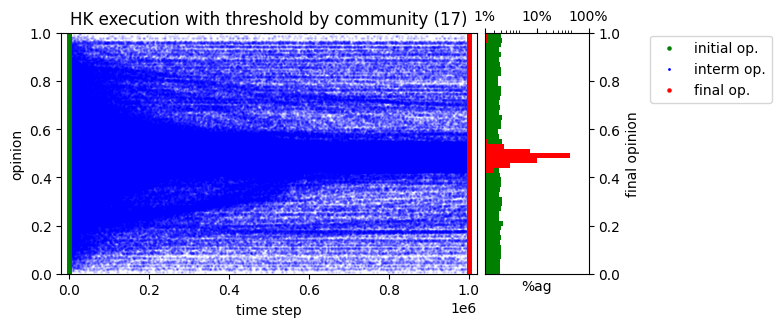 HK execution with threshold by community (17)
1% 10% 100%
initial op.
interm op.
final op.
1.0 1.0
0.8 0.8
0.6 0.6
0.4 0.4
0.2 0.2
0.0 0.0
opinion
final opinion
0.0 0.2 0.4 0.6 0.8 1.0
%ag
1e6
time step